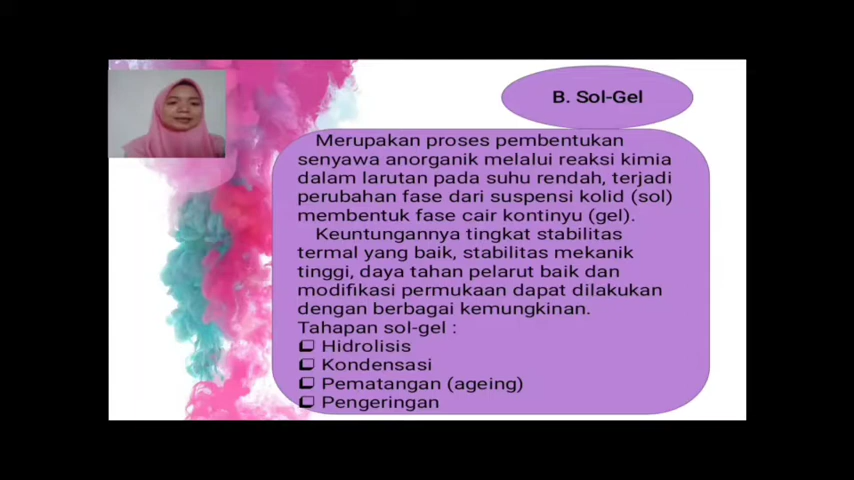 B. Sol-Gel
Merupakan proses pembentukan
senyawa anorganik melalui reaksi kimia
dalam larutan pada suhu rendah, terjadi
perubahan fase dari suspensi kolid (sol)
membentuk fase cair kontinyu (gel).
Keuntungannya tingkat stabilitas
termal yang baik, stabilitas mekanik
tinggi, daya tahan pelarut baik dan
modifikasi permukaan dapat dilakukan
dengan berbagai kemungkinan.
Tahapan sol-gel :
❑ Hidrolisis
❑ Kondensasi
❑ Pematangan (ageing)
❑ Pengeringan